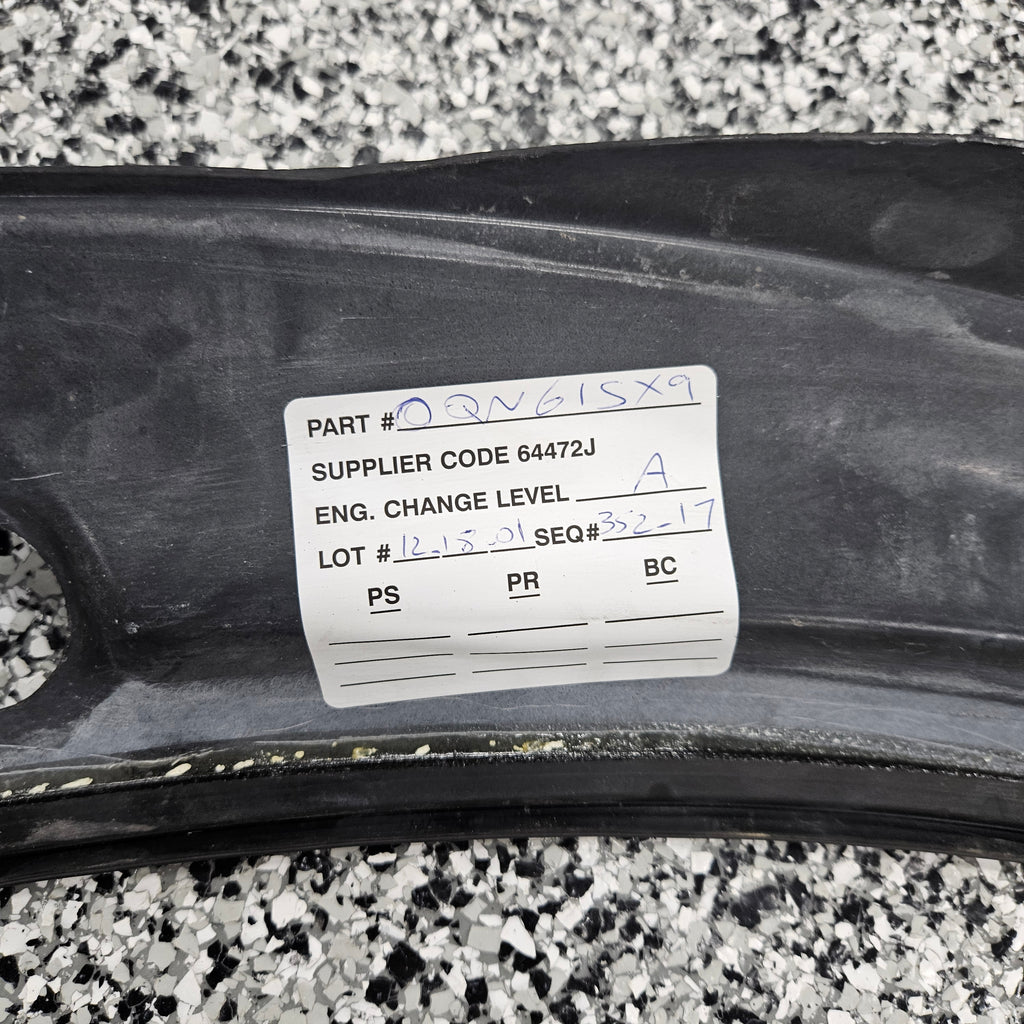 PART # 0QN61SX9
SUPPLIER CODE 64472J
ENG. CHANGE LEVEL A
LOT # 12-18-01 SEQ# 352-17
PS PR BC